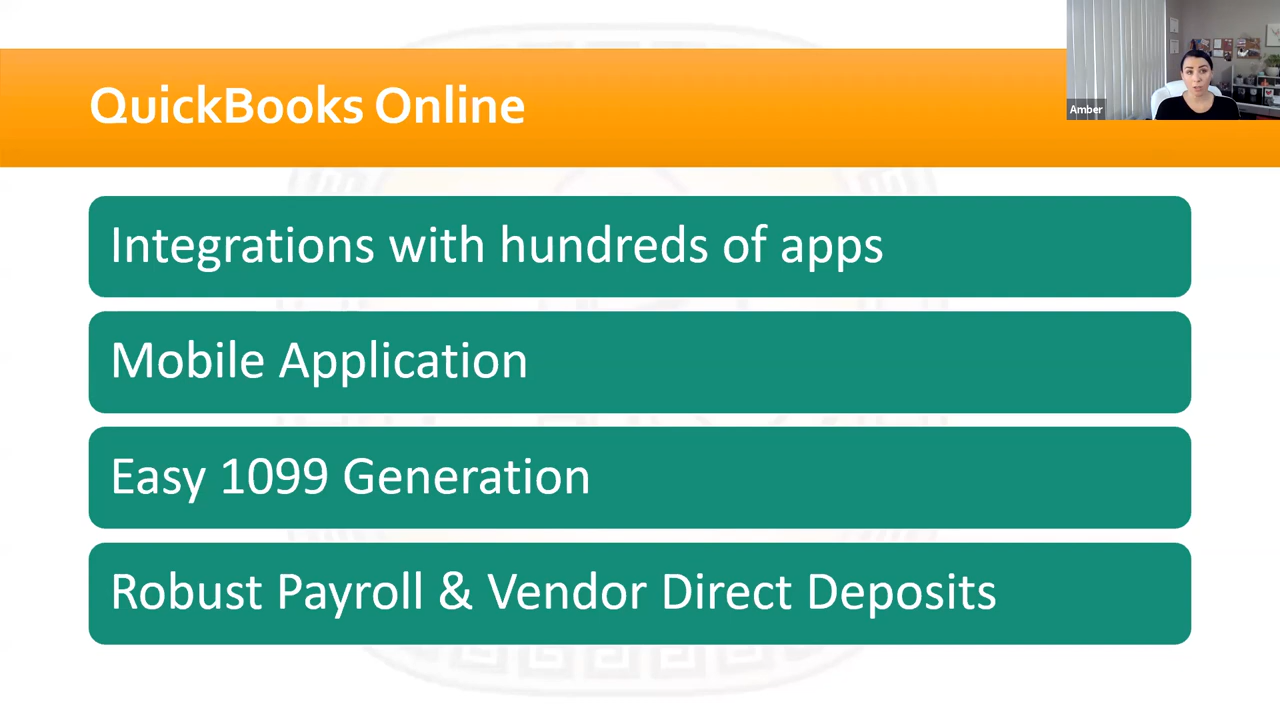 QuickBooks Online
Amber
Integrations with hundreds of apps
Mobile Application
Easy 1099 Generation
Robust Payroll & Vendor Direct Deposits